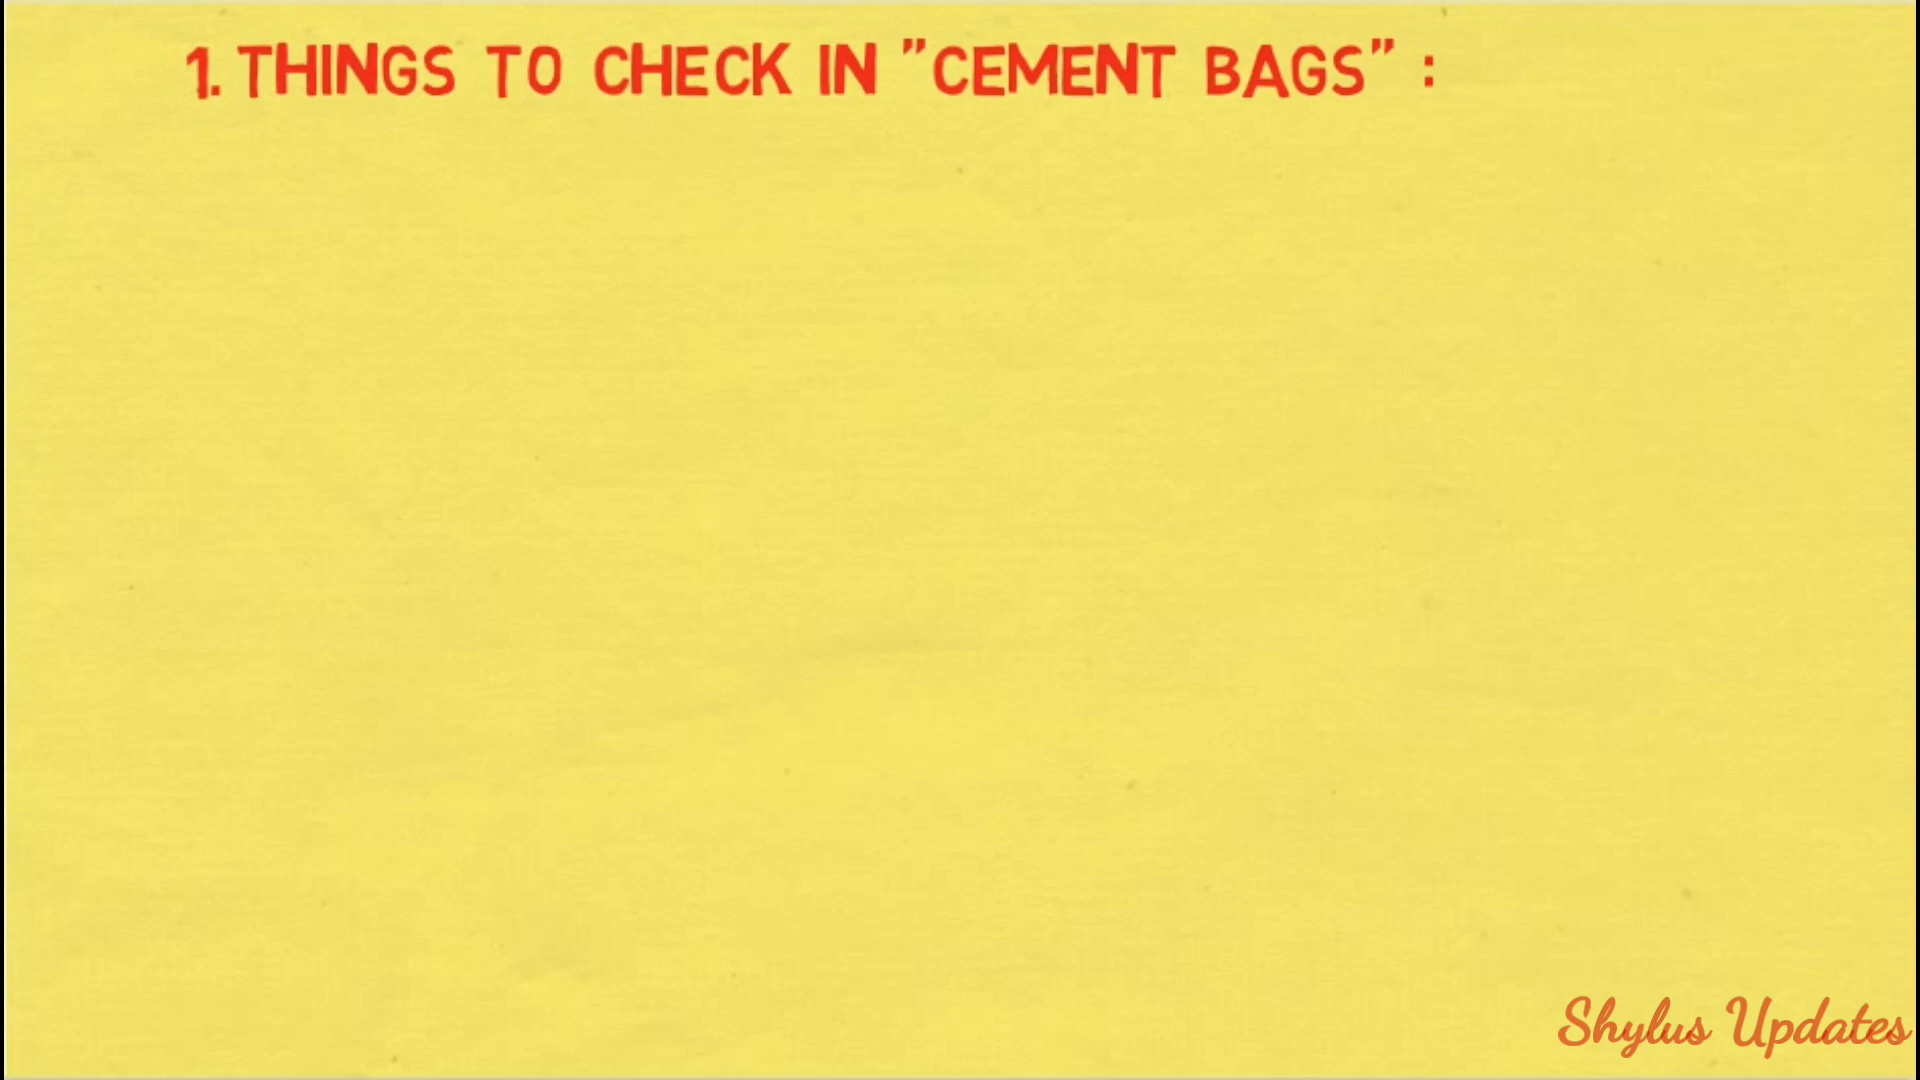 1. THINGS TO CHECK IN "CEMENT BAGS" :
Shylus Updates